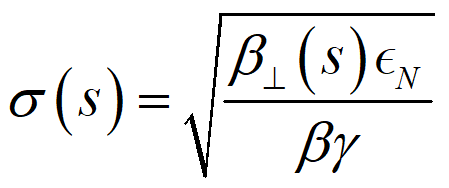 σ(s) = √(β⊥(s)ϵN / βγ)